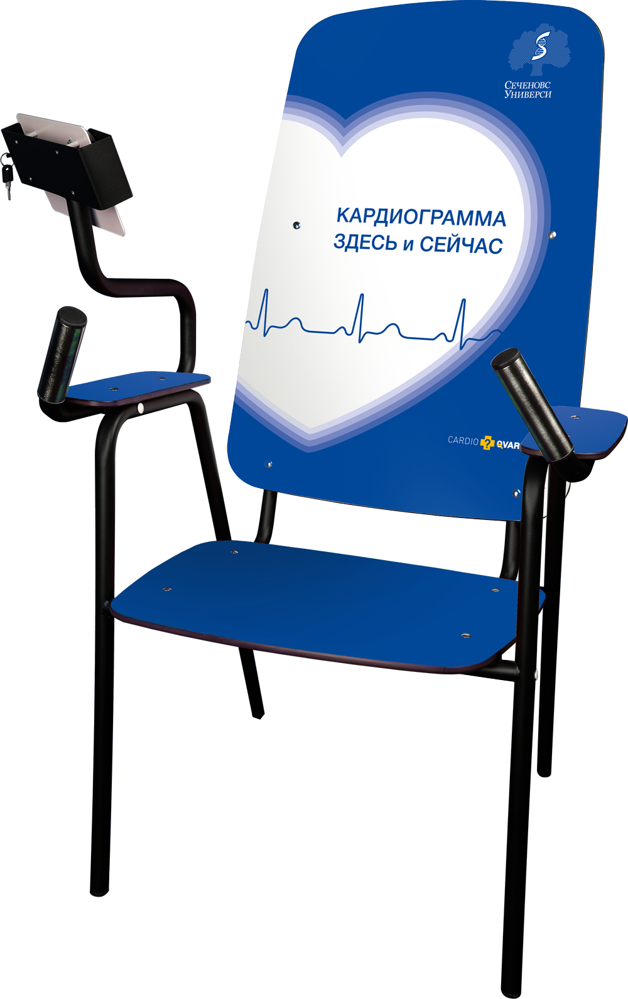 СЕЧЕНОВС
УНИВЕРСИ
КАРДИОГРАММА
ЗДЕСЬ и СЕЙЧАС
CARDIO QVAR